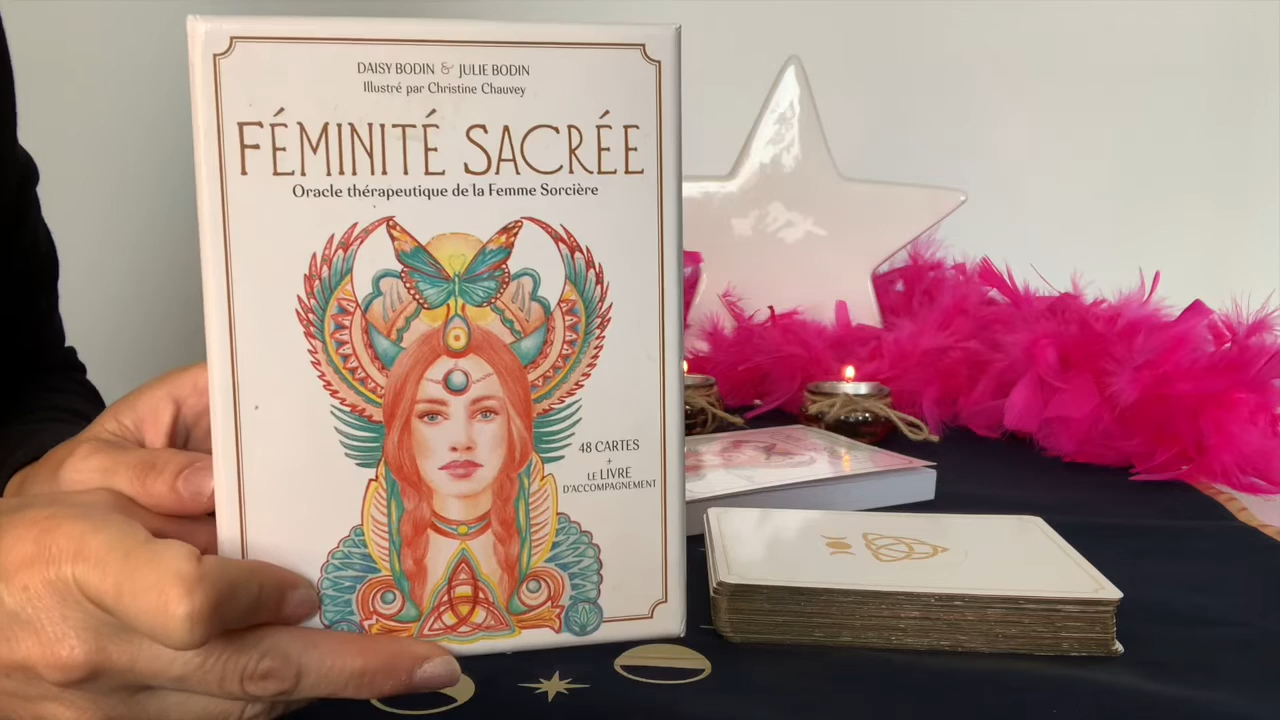 DAISY BODIN & JULIE BODIN
Illustré par Christine Chauvey
FÉMINITÉ SACRÉE
Oracle thérapeutique de la Femme Sorcière
48 CARTES
+
LE LIVRE
D'ACCOMPAGNEMENT